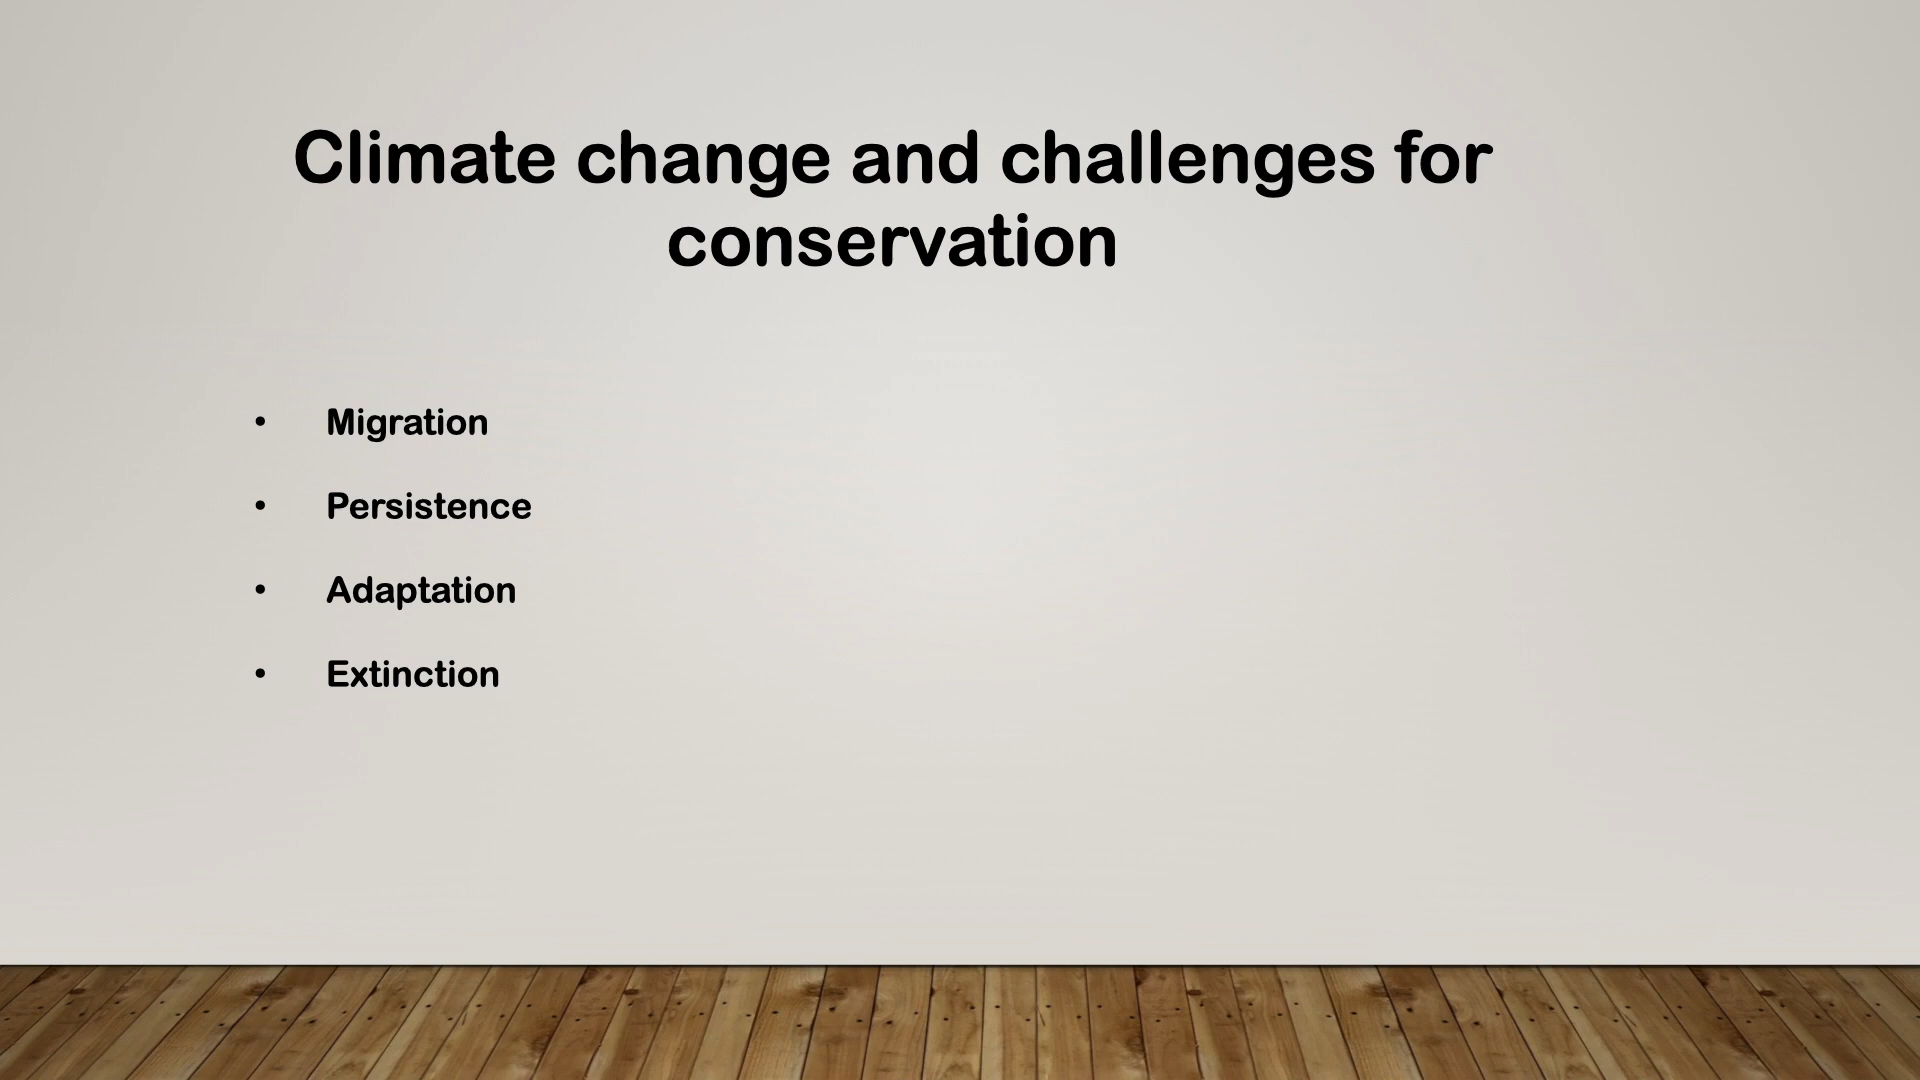 Climate change and challenges for
conservation
• Migration
• Persistence
• Adaptation
• Extinction